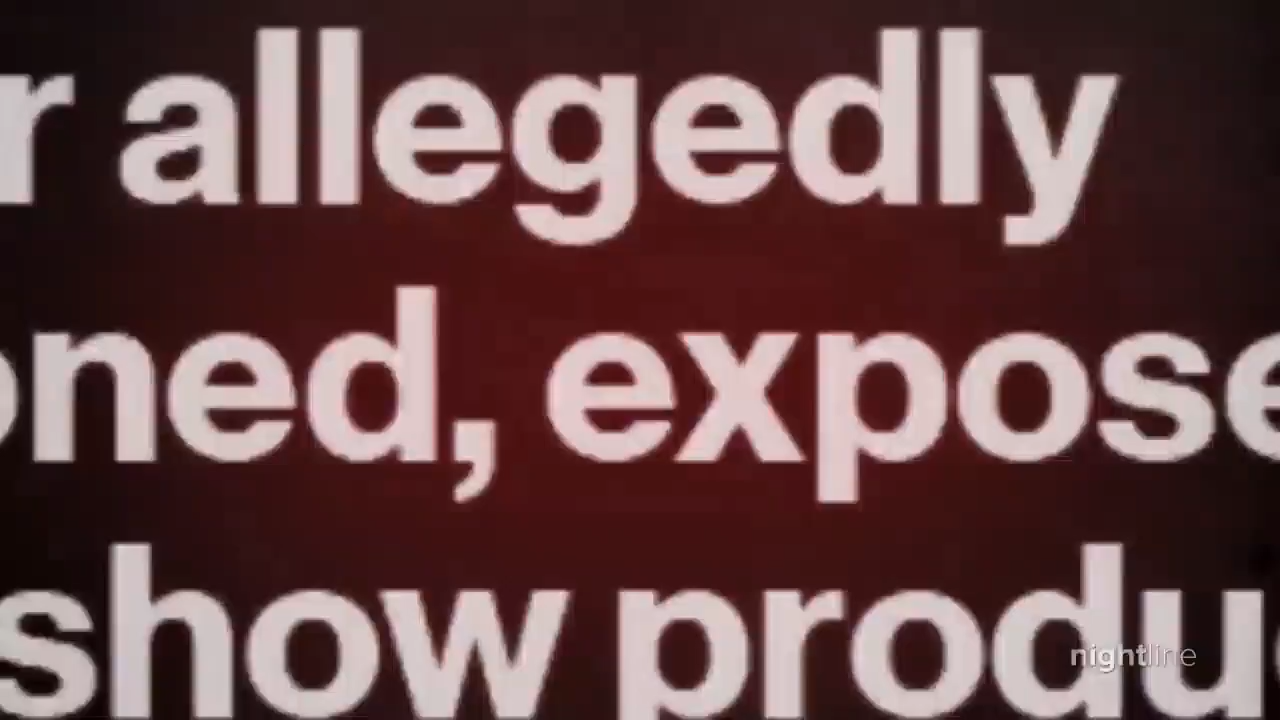 r allegedly
oned, expose
show produ
nightline